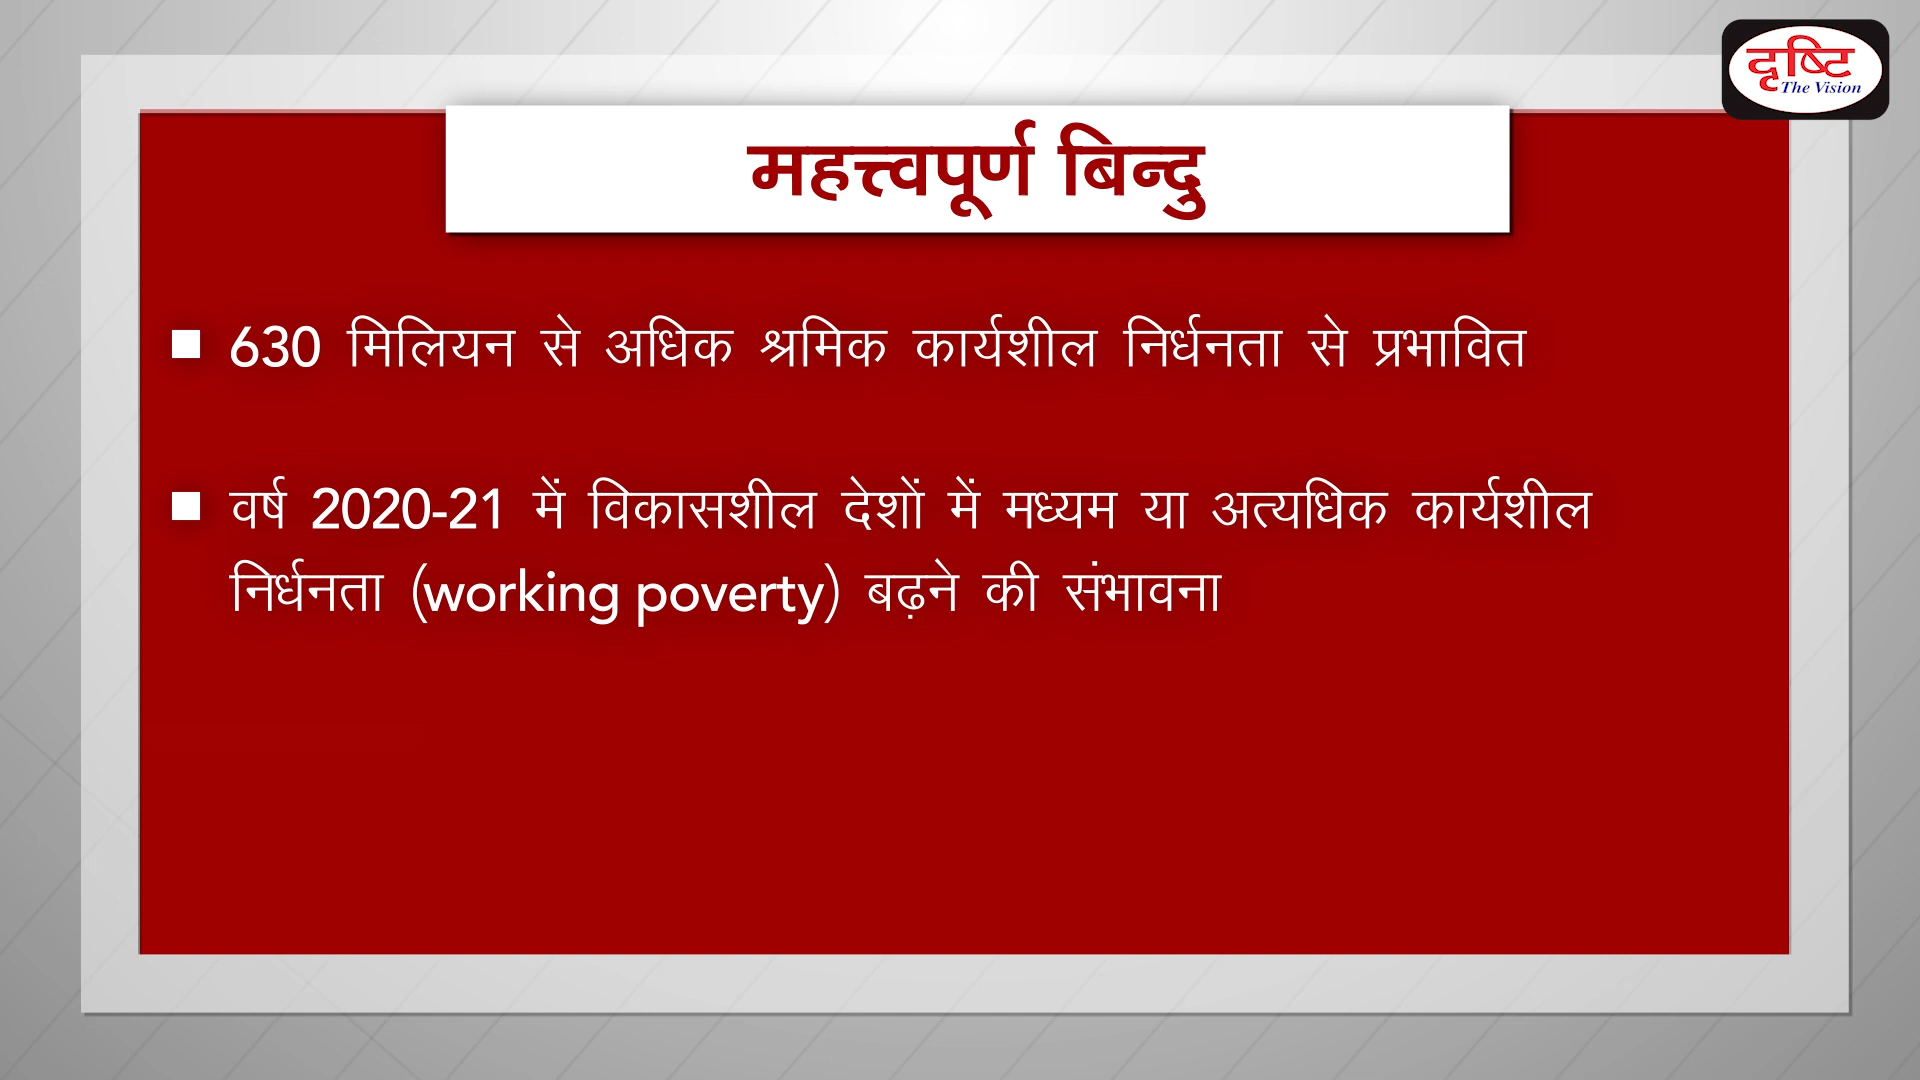 दृष्टि
The Vision
महत्त्वपूर्ण बिन्दु
■ 630 मिलियन से अधिक श्रमिक कार्यशील निर्धनता से प्रभावित
■ वर्ष 2020-21 में विकासशील देशों में मध्यम या अत्यधिक कार्यशील
निर्धनता (working poverty) बढ़ने की संभावना